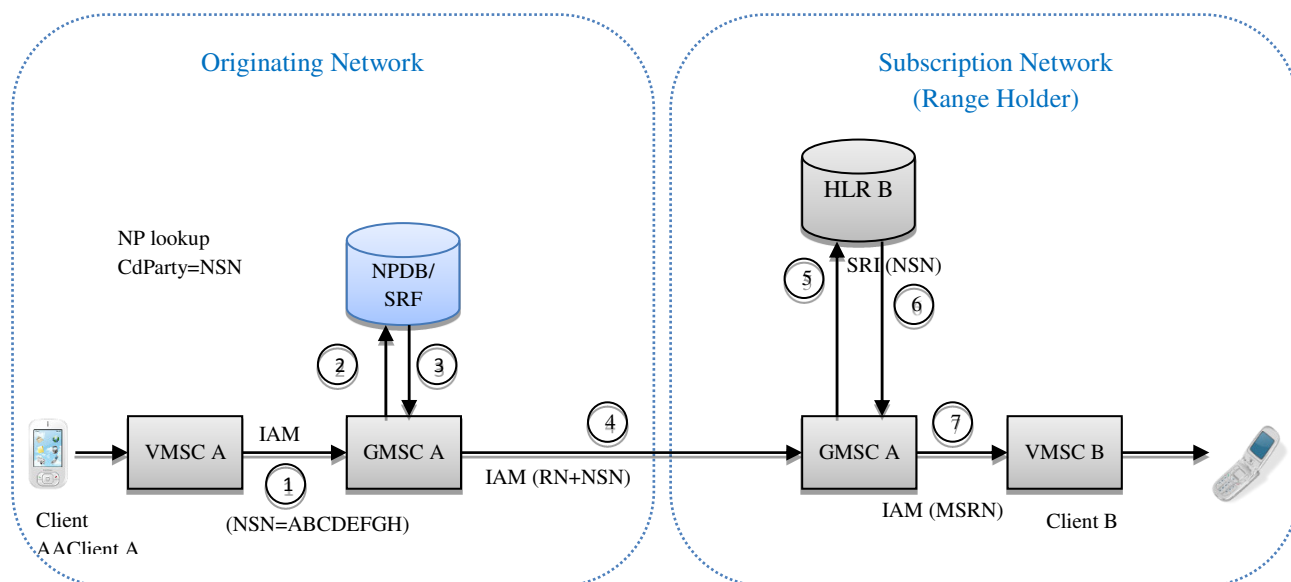 Originating Network
Subscription Network
(Range Holder)
HLR B
NP lookup
CdParty=NSN
NPDB/
SRF
SRI (NSN)
5
6
2
3
4
7
VMSC A
IAM
GMSC A
IAM (RN+NSN)
GMSC A
IAM (MSRN)
VMSC B
1
(NSN=ABCDEFGH)
Client
AAClient A
Client B